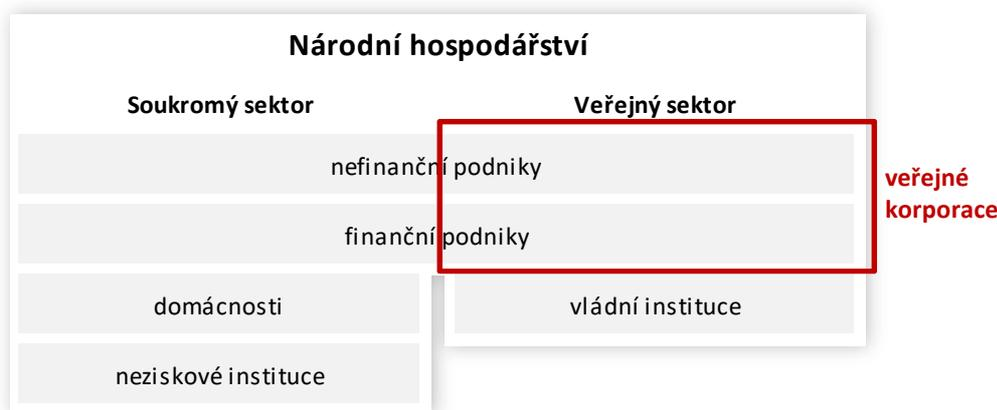 Národní hospodářství
Soukromý sektor
Veřejný sektor
nefinanční podniky
finanční podniky
veřejné
korporace
domácnosti
vládní instituce
neziskové instituce